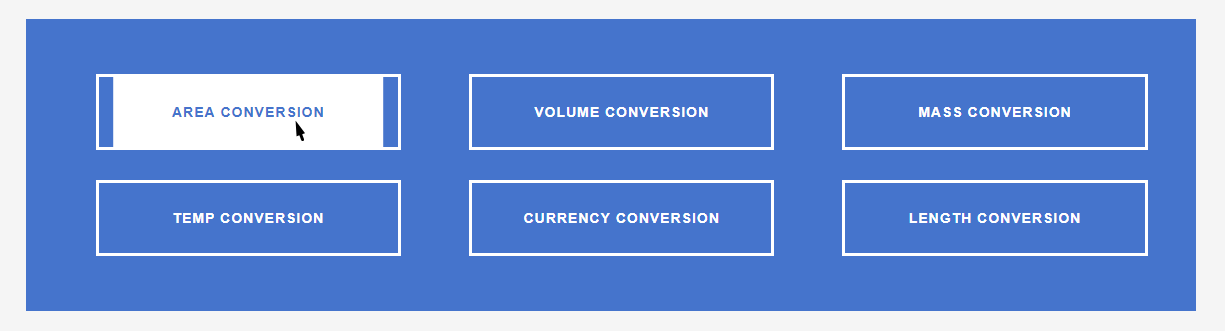 AREA CONVERSION
VOLUME CONVERSION
MASS CONVERSION
TEMP CONVERSION
CURRENCY CONVERSION
LENGTH CONVERSION